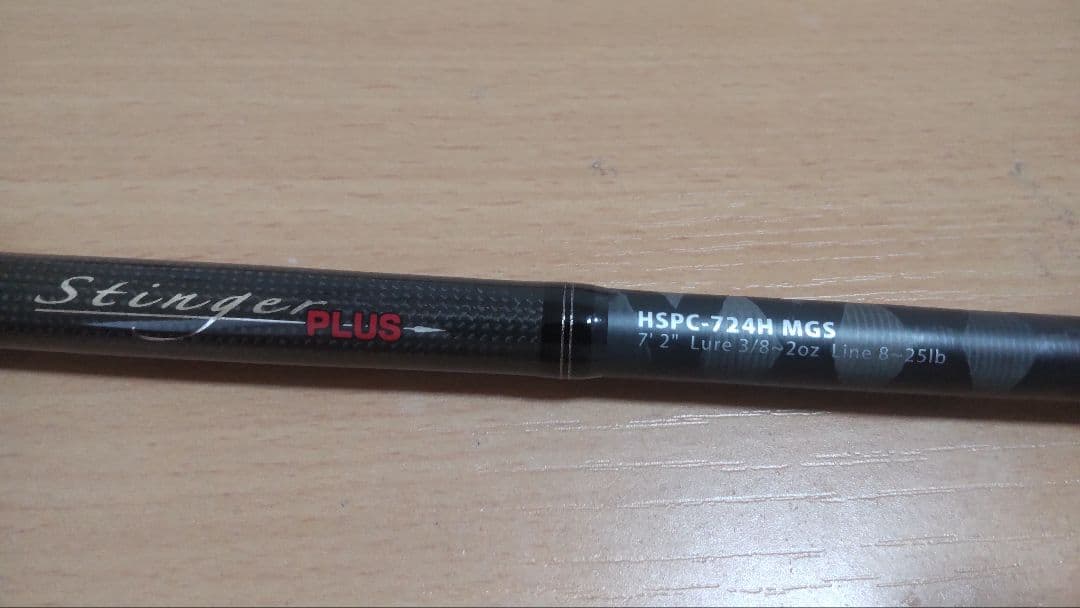 Stinger PLUS
HSPC-724H MGS
7' 2" Lure 3/8~2oz Line 8~25lb